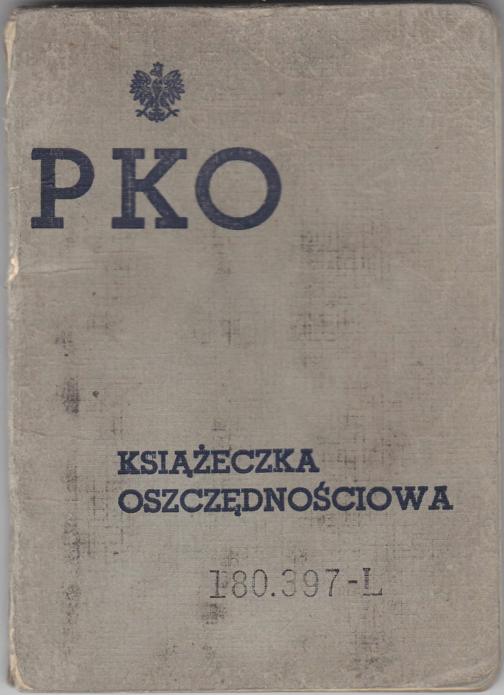 PKO
KSIĄŻECZKA
OSZCZĘDNOŚCIOWA
180.397-L